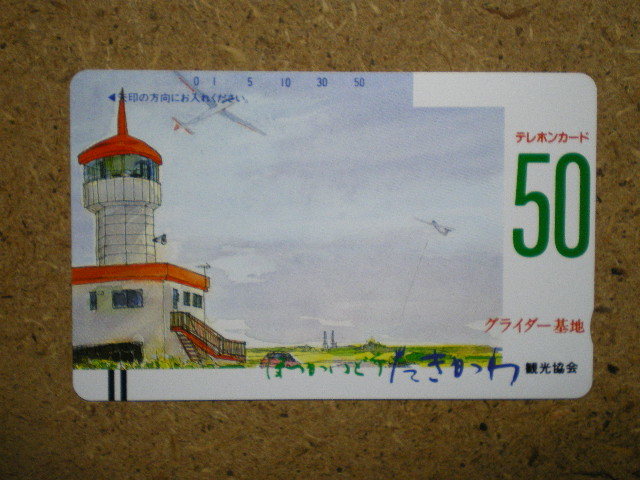 0 1 5 10 30 50
◀矢印の方向にお入れください。
テレホンカード
50
グライダー基地
ほっかいどう たきかわ 観光協会